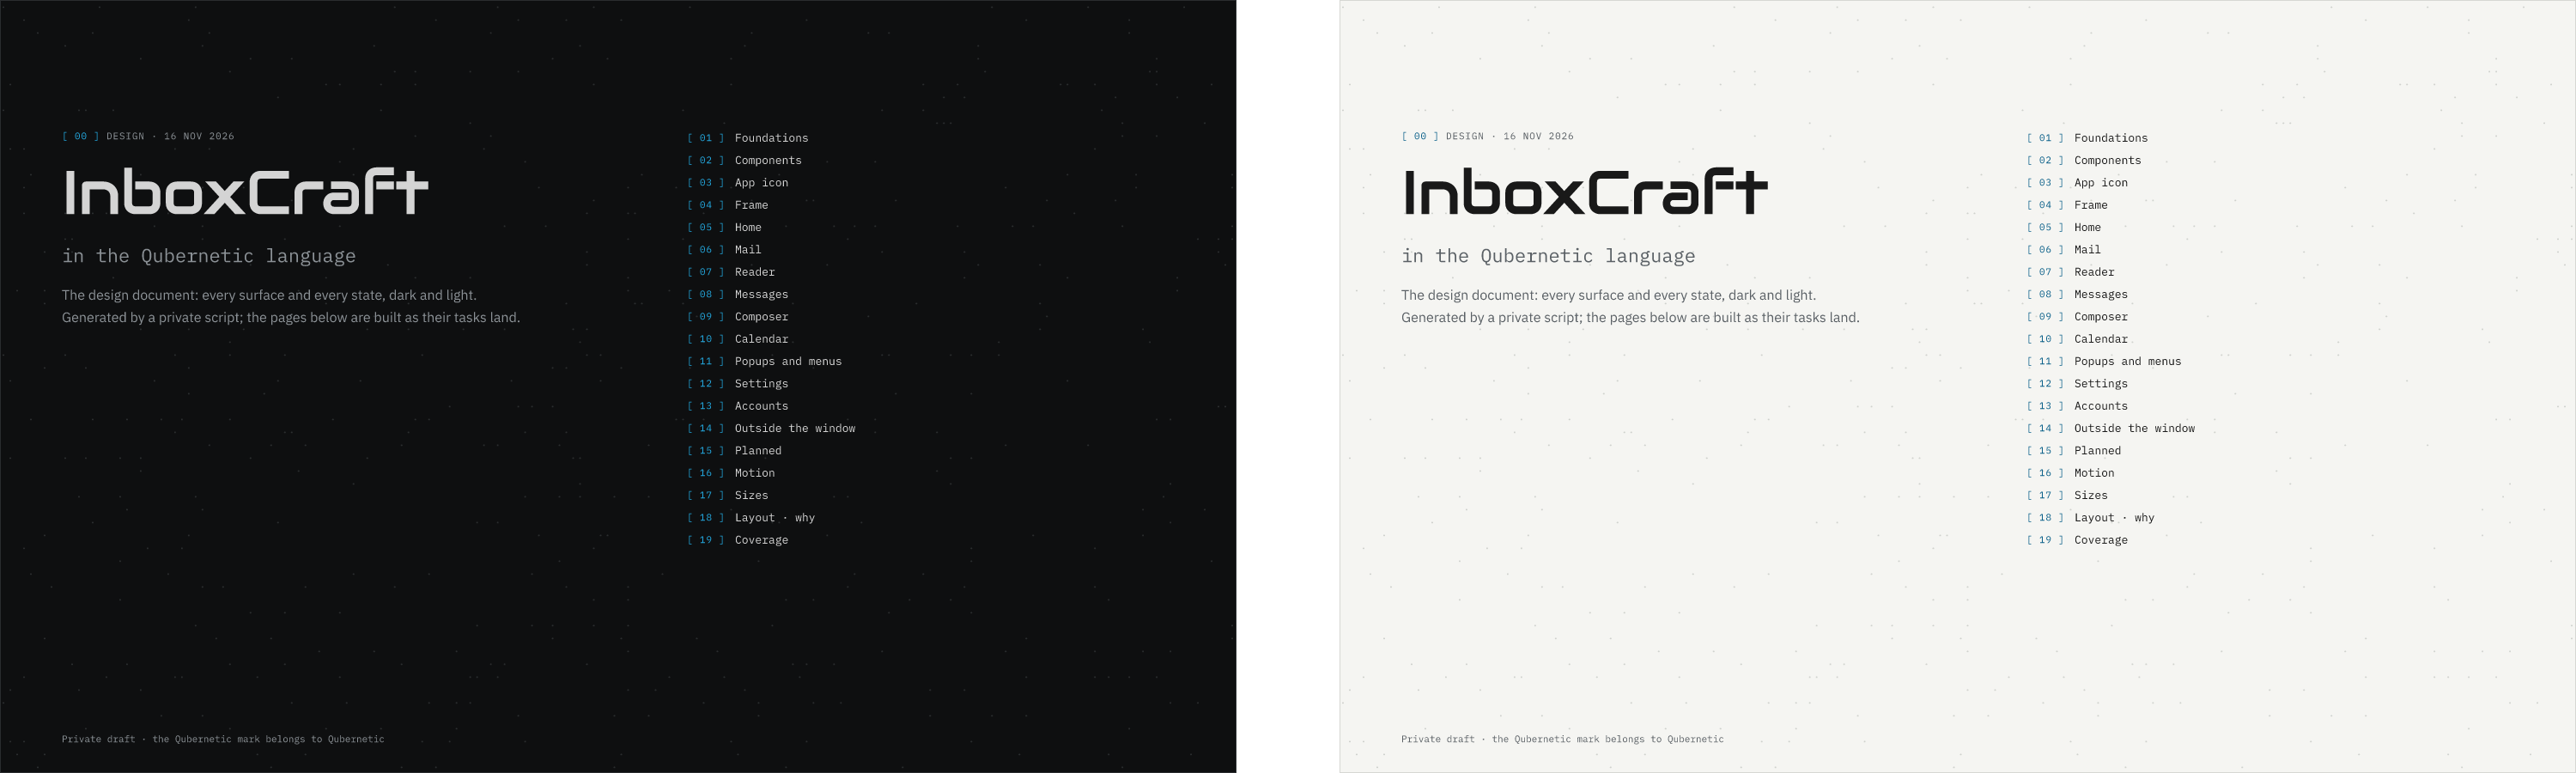 [ 00 ] DESIGN · 16 NOV 2026
InboxCraft
in the Qubernetic language
The design document: every surface and every state, dark and light.
Generated by a private script; the pages below are built as their tasks land.
[ 01 ] Foundations
[ 02 ] Components
[ 03 ] App icon
[ 04 ] Frame
[ 05 ] Home
[ 06 ] Mail
[ 07 ] Reader
[ 08 ] Messages
[ 09 ] Composer
[ 10 ] Calendar
[ 11 ] Popups and menus
[ 12 ] Settings
[ 13 ] Accounts
[ 14 ] Outside the window
[ 15 ] Planned
[ 16 ] Motion
[ 17 ] Sizes
[ 18 ] Layout · why
[ 19 ] Coverage
Private draft · the Qubernetic mark belongs to Qubernetic
[ 00 ] DESIGN · 16 NOV 2026
InboxCraft
in the Qubernetic language
The design document: every surface and every state, dark and light.
Generated by a private script; the pages below are built as their tasks land.
[ 01 ] Foundations
[ 02 ] Components
[ 03 ] App icon
[ 04 ] Frame
[ 05 ] Home
[ 06 ] Mail
[ 07 ] Reader
[ 08 ] Messages
[ 09 ] Composer
[ 10 ] Calendar
[ 11 ] Popups and menus
[ 12 ] Settings
[ 13 ] Accounts
[ 14 ] Outside the window
[ 15 ] Planned
[ 16 ] Motion
[ 17 ] Sizes
[ 18 ] Layout · why
[ 19 ] Coverage
Private draft · the Qubernetic mark belongs to Qubernetic